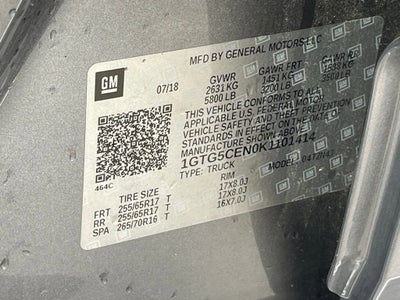 GM
MFD BY GENERAL MOTORS LLC
07/18
GVWR GAWR FRT GAWR RR
2631 KG 1451 KG 1588 KG
5800 LB 3200 LB 3500 LB
THIS VEHICLE CONFORMS TO ALL
APPLICABLE U.S. FEDERAL MOTOR
VEHICLE SAFETY AND THEFT PREVENTION
STANDARDS IN EFFECT ON THE DATE OF
MANUFACTURE SHOWN ABOVE.
1GTG5CEN0K1101414
TYPE: TRUCK MODEL:
464C
TIRE SIZE RIM
FRT 255/65R17 T 17X8.0J
RR 255/65R17 T 17X8.0J
SPA 265/70R16 T 16X7.0J